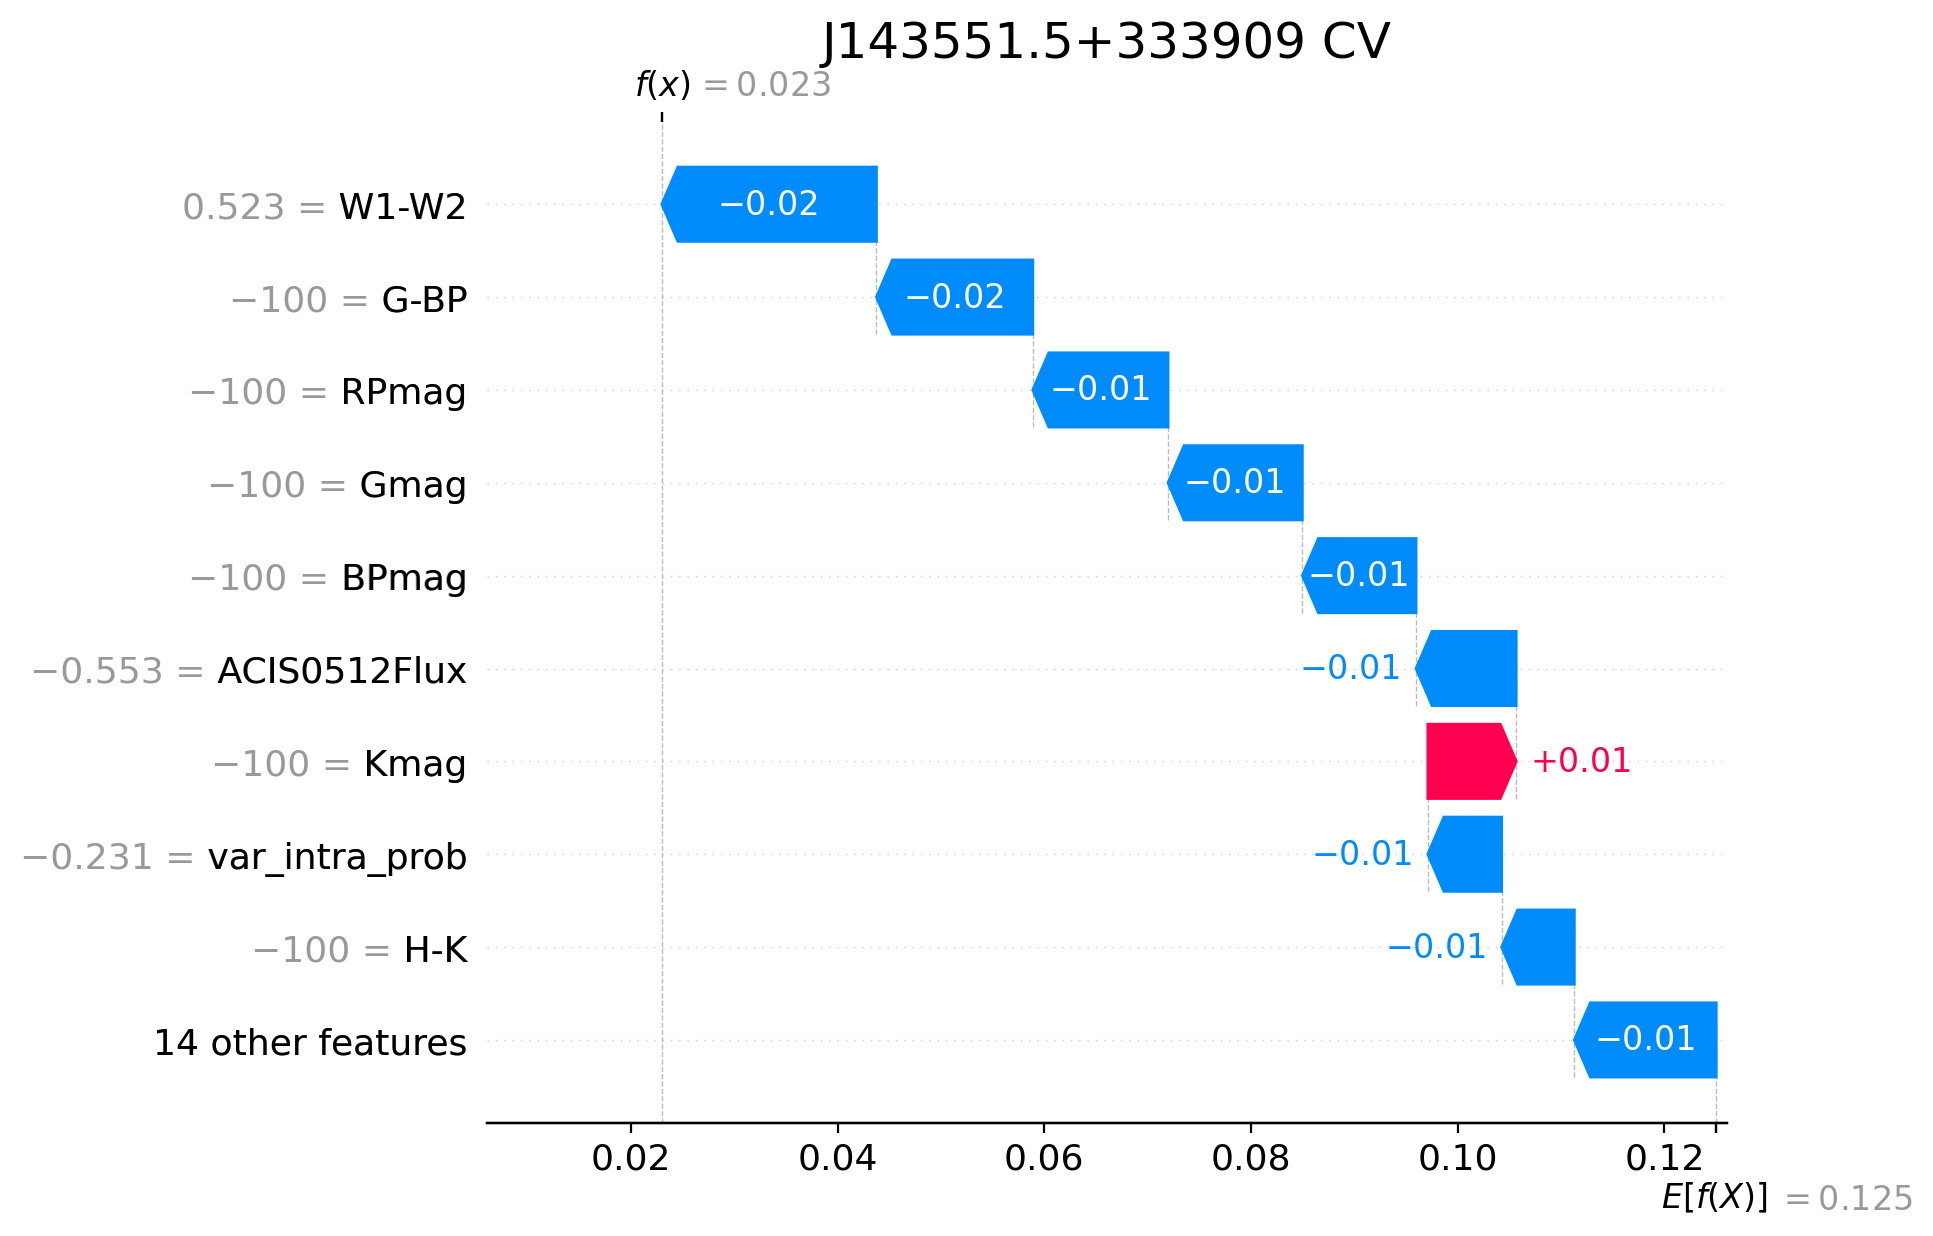 J143551.5+333909 CV
f(x) = 0.023
0.523 = W1-W2 −0.02
−100 = G-BP −0.02
−100 = RPmag −0.01
−100 = Gmag −0.01
−100 = BPmag −0.01
−0.553 = ACIS0512Flux −0.01
−100 = Kmag +0.01
−0.231 = var_intra_prob −0.01
−100 = H-K −0.01
14 other features −0.01
0.02 0.04 0.06 0.08 0.10 0.12
E[f(X)] = 0.125